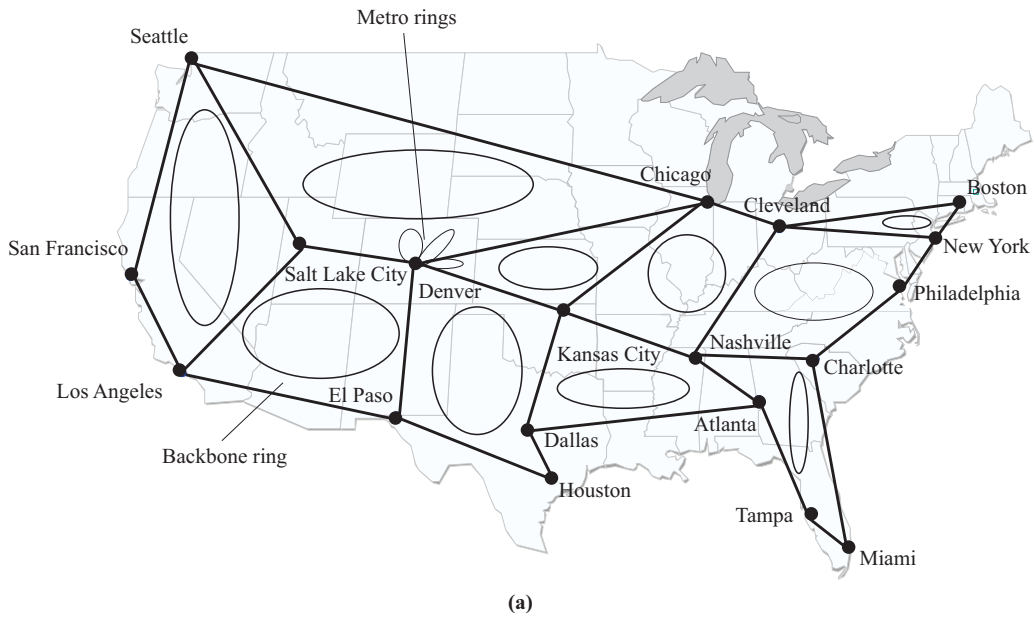 Metro rings
Seattle
Chicago
Cleveland
Boston
San Francisco
New York
Salt Lake City
Denver
Philadelphia
Nashville
Kansas City
Charlotte
Los Angeles
El Paso
Atlanta
Dallas
Backbone ring
Houston
Tampa
Miami
(a)